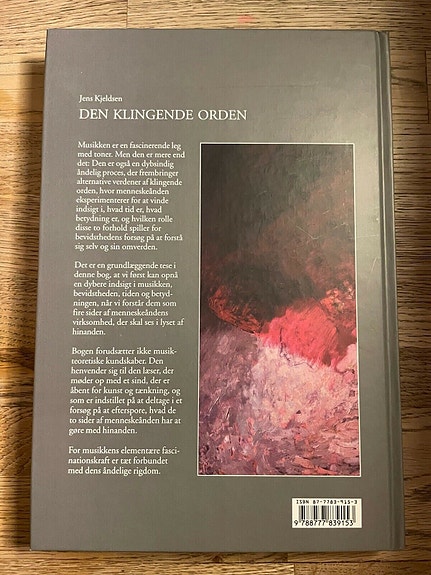 Jens Kjeldsen
DEN KLINGENDE ORDEN
Musikken er en fascinerende leg
med toner. Men den er mere end
det: Den er også en dybsindig
åndelig proces, der frembringer
alternative verdener af klingende
orden, hvor menneskeånden
eksperimenterer for at vinde
indsigt i, hvad tid er, hvad
betydning er, og hvilken rolle
disse to forhold spiller for
bevidsthedens forsøg på at forstå
sig selv og sin omverden.
Det er en grundlæggende tese i
denne bog, at vi først kan opnå
en dybere indsigt i musikken,
bevidstheden, tiden og betyd-
ningen, når vi forstår dem som
fire sider af menneskeåndens
virksomhed, der skal ses i lyset af
hinanden.
Bogen forudsætter ikke musik-
teoretiske kundskaber. Den
henvender sig til den læser, der
møder op med et sind, der er
åbent for kunst og tænkning, og
som er indstillet på at deltage i et
forsøg på at efterspore, hvad de
to sider af menneskeånden har at
gøre med hinanden.
For musikkens elementære fasci-
nationskraft er tæt forbundet
med dens åndelige rigdom.
ISBN 87-7783-915-3
9 788777 839153